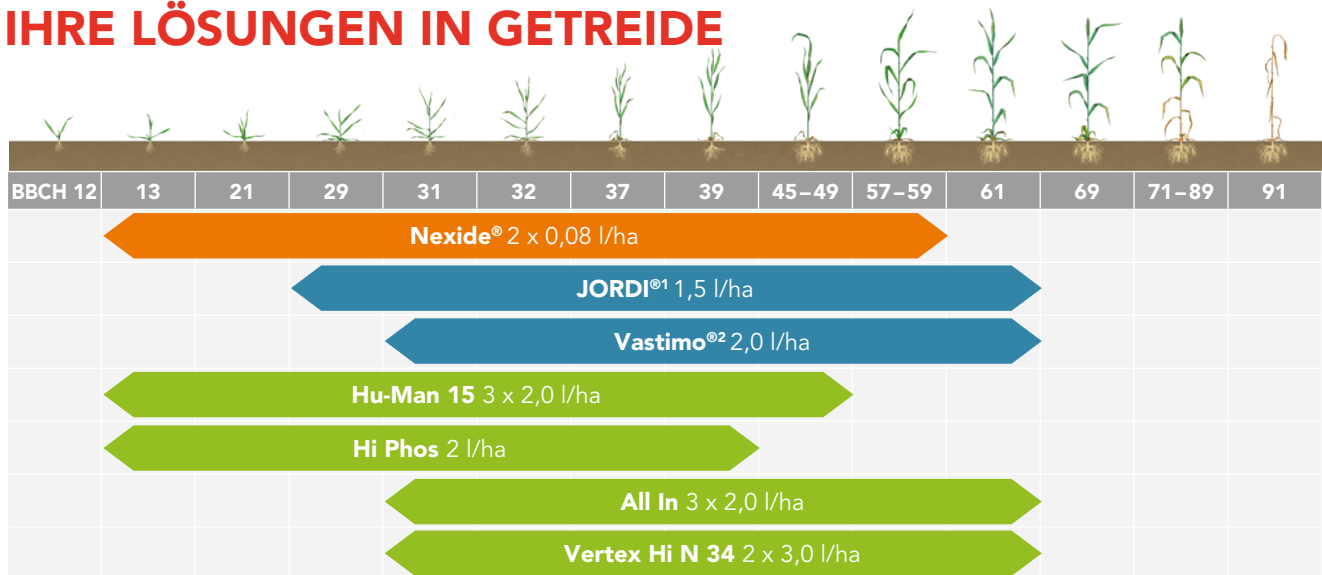 IHRE LÖSUNGEN IN GETREIDE
BBCH 12 13 21 29 31 32 37 39 45–49 57–59 61 69 71–89 91
Nexide® 2 x 0,08 l/ha
JORDI®¹ 1,5 l/ha
Vastimo®² 2,0 l/ha
Hu-Man 15 3 x 2,0 l/ha
Hi Phos 2 l/ha
All In 3 x 2,0 l/ha
Vertex Hi N 34 2 x 3,0 l/ha